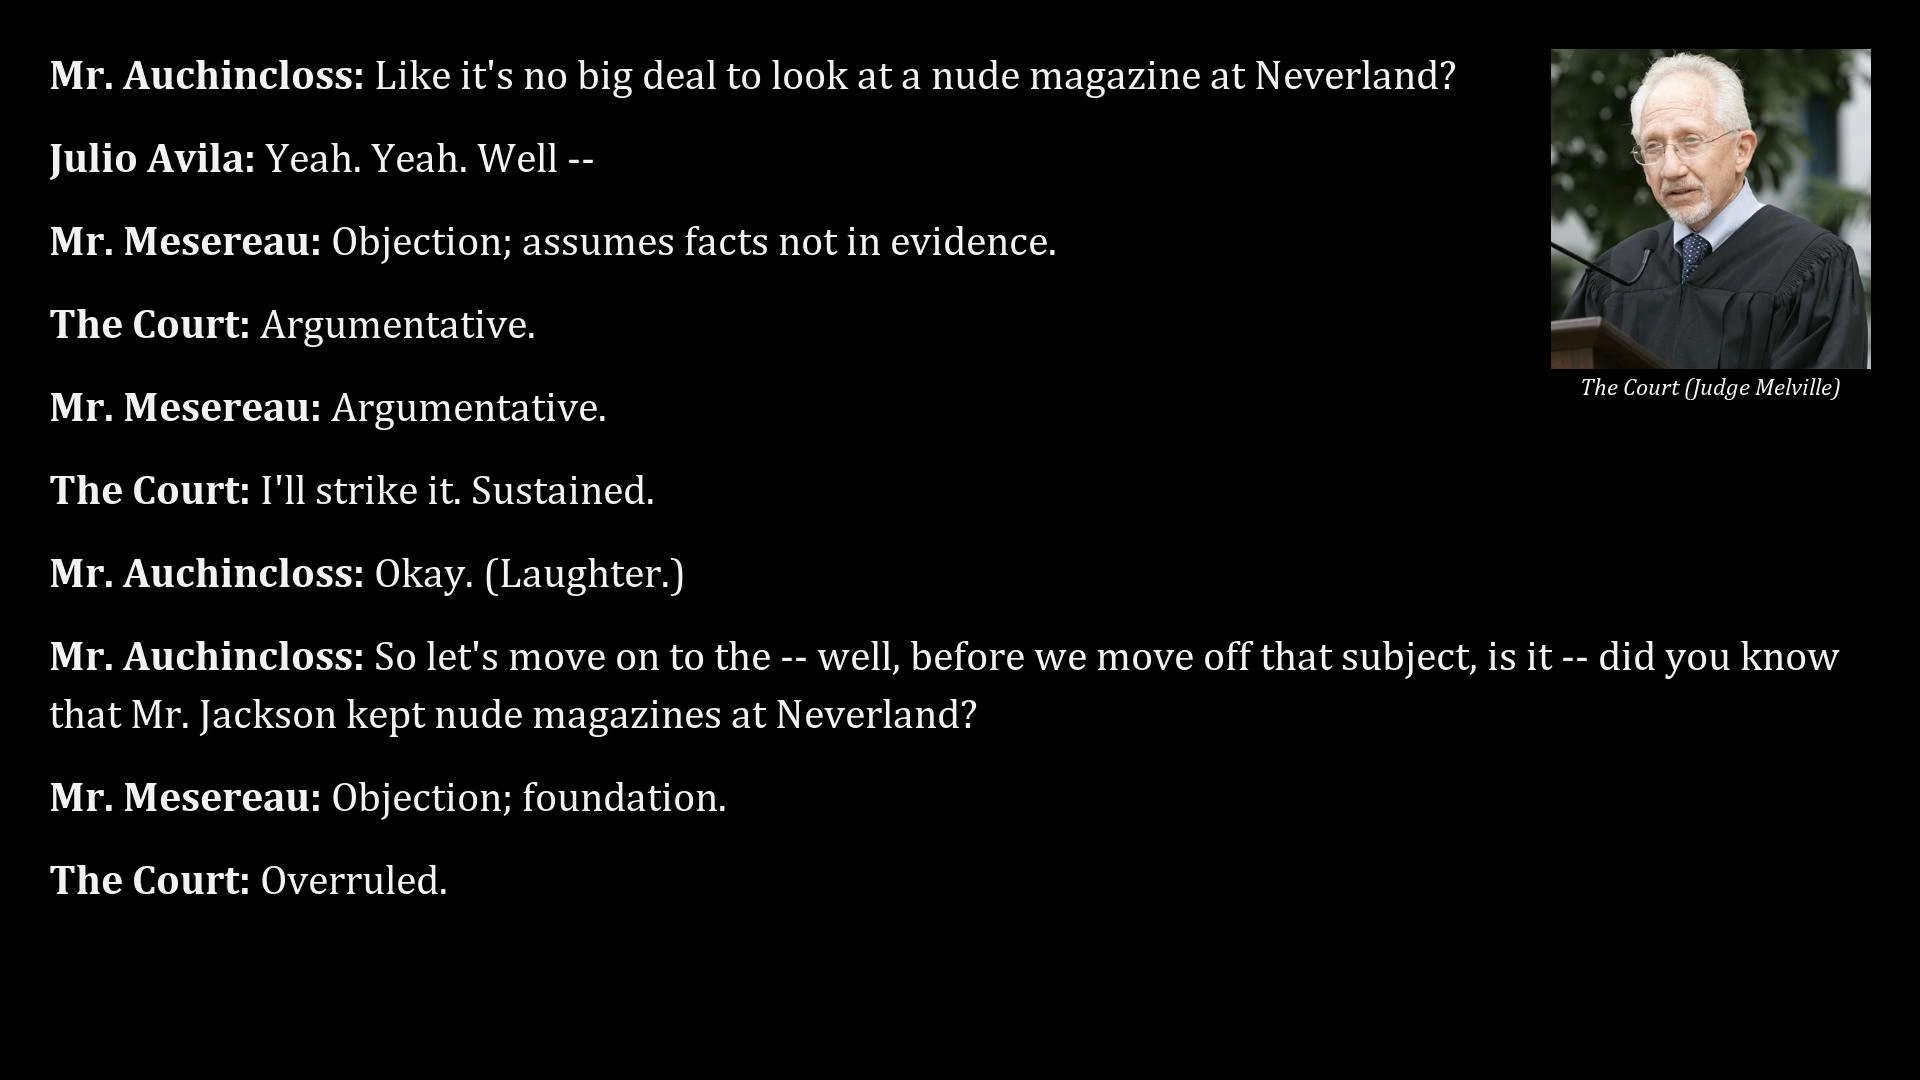 Mr. Auchincloss: Like it's no big deal to look at a nude magazine at Neverland?
Julio Avila: Yeah. Yeah. Well --
Mr. Mesereau: Objection; assumes facts not in evidence.
The Court: Argumentative.
Mr. Mesereau: Argumentative.
The Court: I'll strike it. Sustained.
Mr. Auchincloss: Okay. (Laughter.)
Mr. Auchincloss: So let's move on to the -- well, before we move off that subject, is it -- did you know
that Mr. Jackson kept nude magazines at Neverland?
Mr. Mesereau: Objection; foundation.
The Court: Overruled.
The Court (Judge Melville)